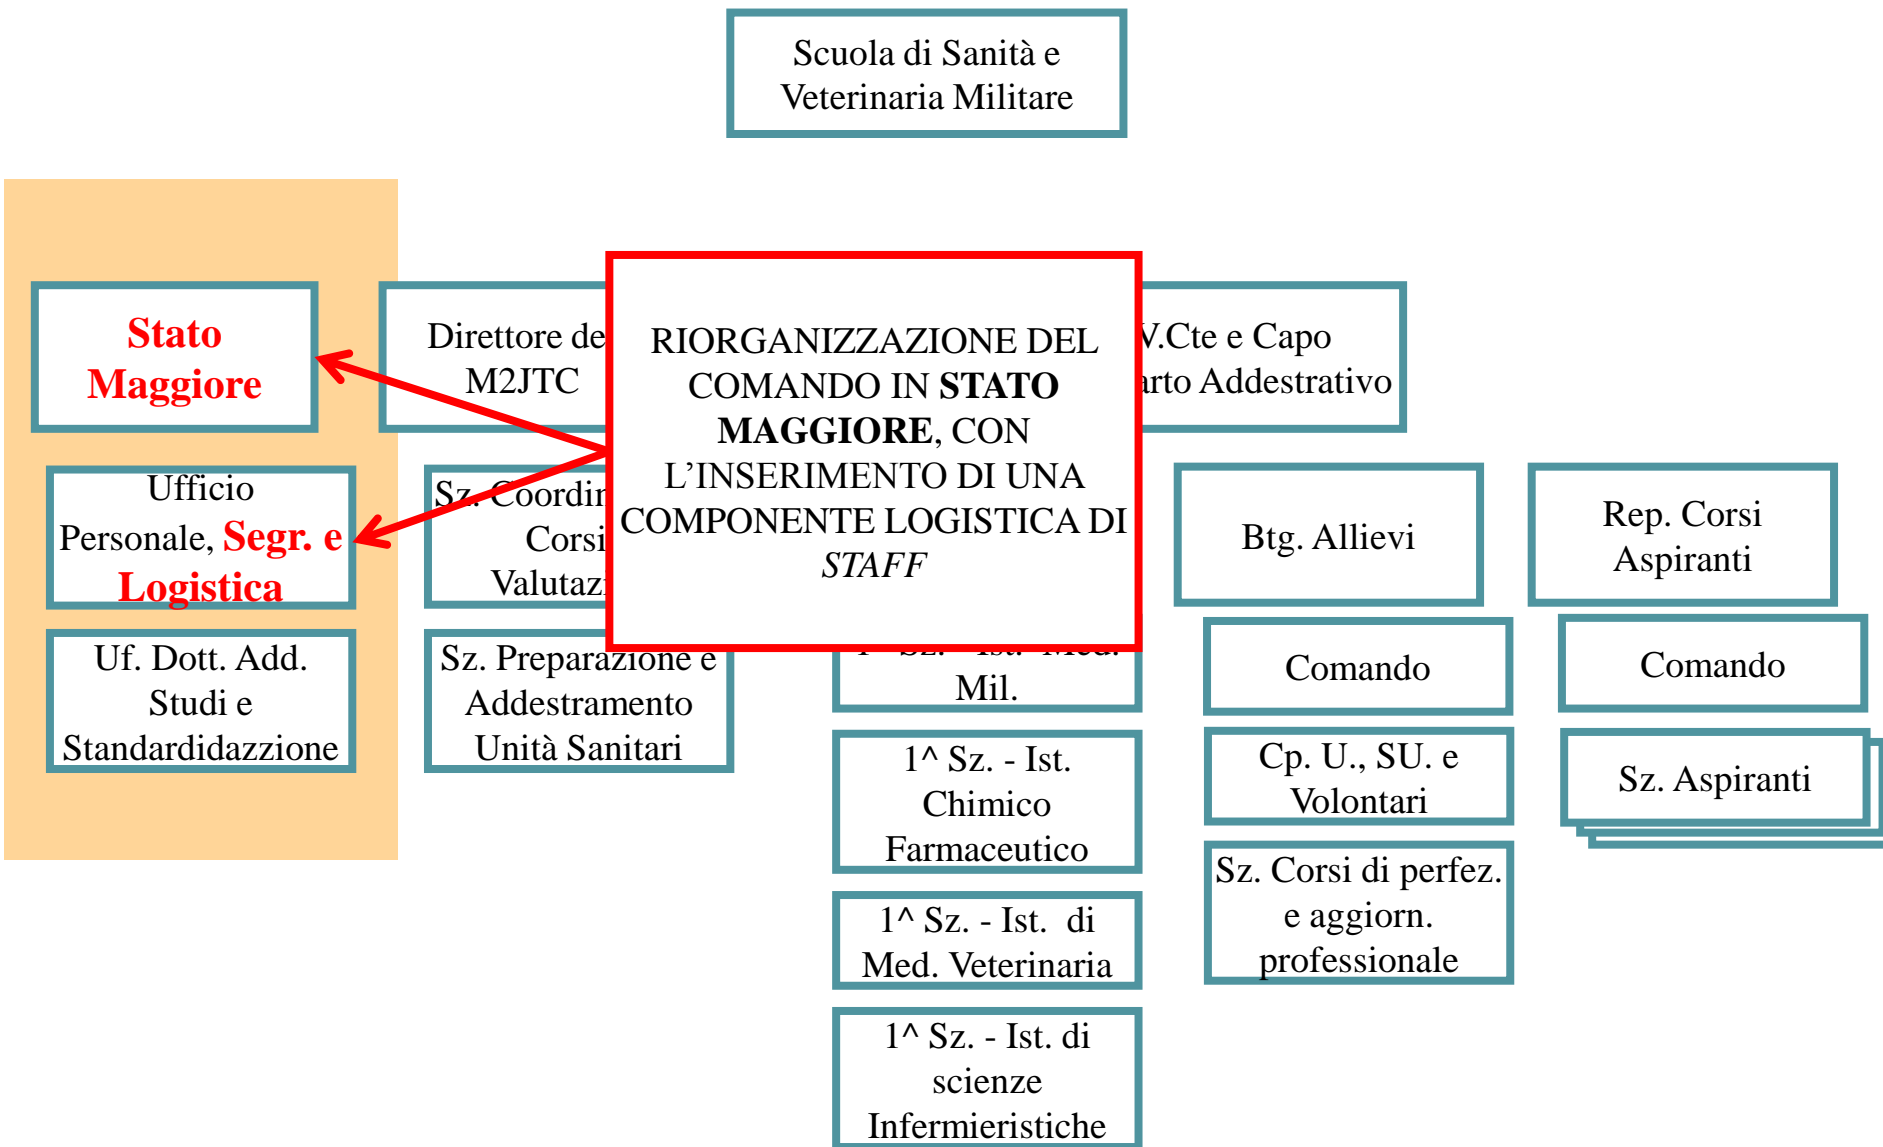 Scuola di Sanità e
Veterinaria Militare
Stato
Maggiore
Direttore
M2JTC
RIORGANIZZAZIONE DEL
COMANDO IN STATO
MAGGIORE, CON
L’INSERIMENTO DI UNA
COMPONENTE LOGISTICA DI
STAFF
V.Cte e Capo
Addestrativo
Ufficio
Personale, Segr. e
Logistica
Sz.
Corsi
Btg. Allievi
Rep. Corsi
Aspiranti
Uf. Dott. Add.
Studi e
Standardidazzione
Sz. Preparazione e
Addestramento
Unità Sanitari
Sz. - Ist. Med.
Mil.
1^ Sz. - Ist.
Chimico
Farmaceutico
1^ Sz. - Ist. di
Med. Veterinaria
1^ Sz. - Ist. di
scienze
Infermieristiche
Comando
Cp. U., SU. e
Volontari
Sz. Corsi di perfez.
e aggiorn.
professionale
Comando
Sz. Aspiranti